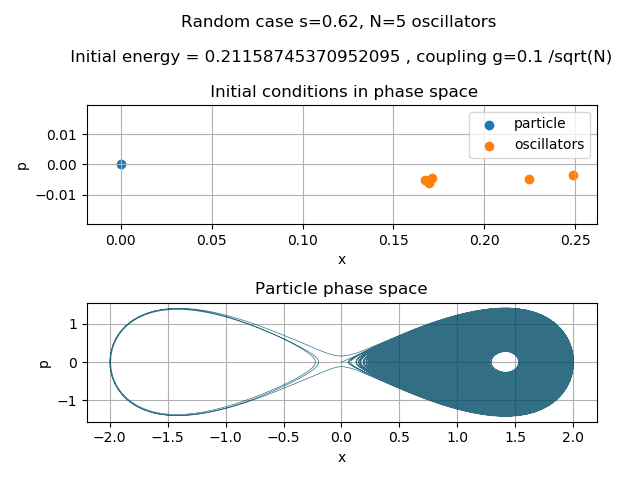 Random case s=0.62, N=5 oscillators
Initial energy = 0.21158745370952095 , coupling g=0.1 /sqrt(N)
Initial conditions in phase space
particle
oscillators
p
0.01
0.00
−0.01
0.00 0.05 0.10 0.15 0.20 0.25
x
Particle phase space
p
1
0
−1
−2.0 −1.5 −1.0 −0.5 0.0 0.5 1.0 1.5 2.0
x